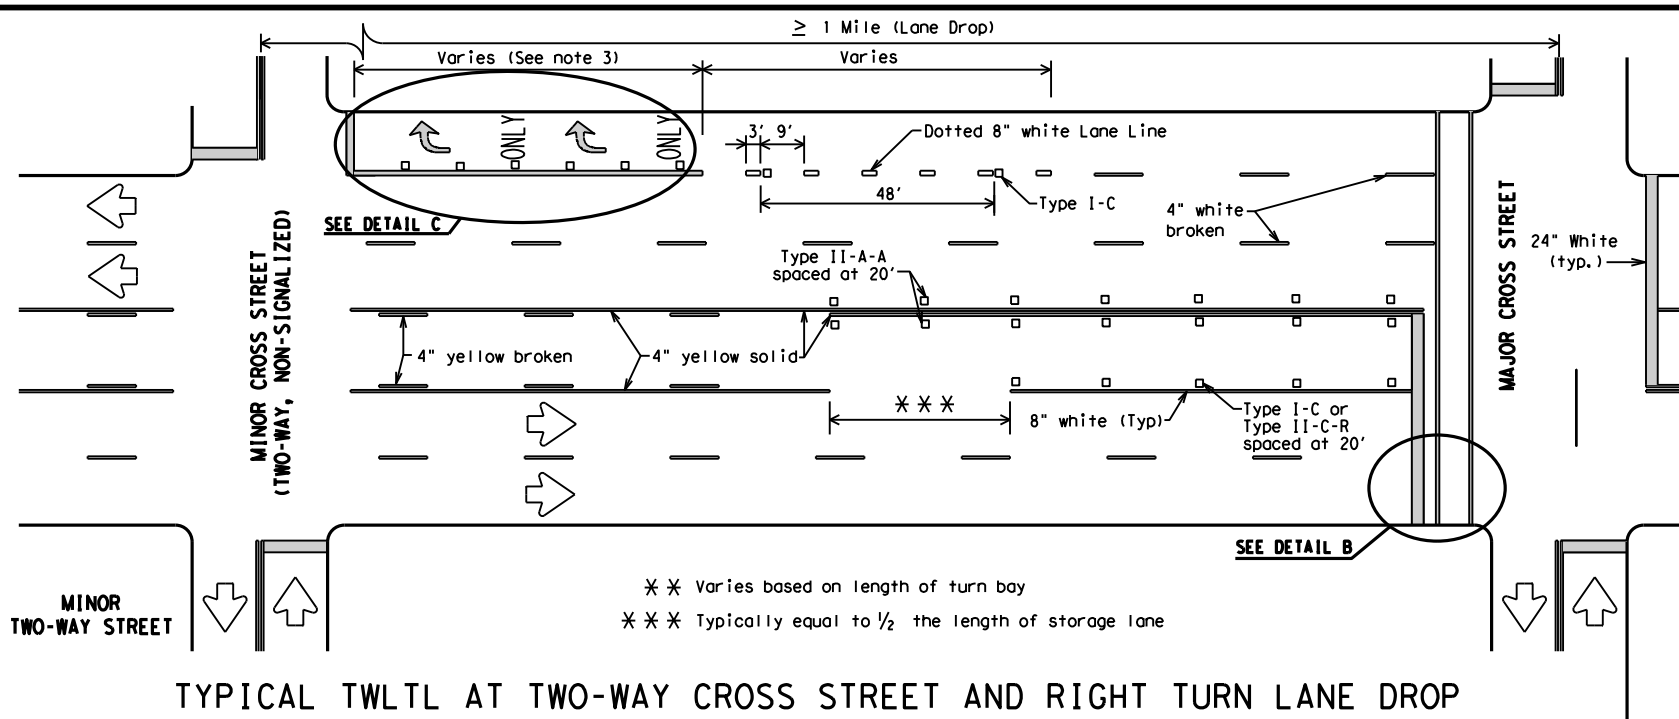 ≥ 1 Mile (Lane Drop)
Varies (See note 3)
Varies
ONLY
ONLY
3' 9'
Dotted 8" white Lane Line
48'
Type I-C
4" white
broken
SEE DETAIL C
24" White
(typ.)
Type II-A-A
spaced at 20'
MINOR CROSS STREET
(TWO-WAY, NON-SIGNALIZED)
MAJOR CROSS STREET
4" yellow broken
4" yellow solid
***
8" white (Typ)
Type I-C or
Type II-C-R
spaced at 20'
SEE DETAIL B
MINOR
TWO-WAY STREET
** Varies based on length of turn bay
*** Typically equal to ½ the length of storage lane
TYPICAL TWLTL AT TWO-WAY CROSS STREET AND RIGHT TURN LANE DROP